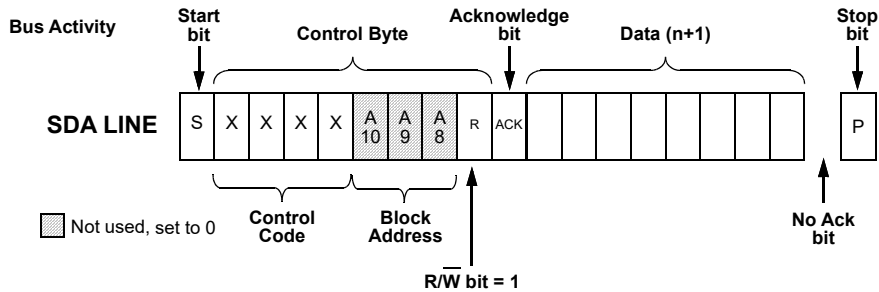 Bus Activity
Start
bit
Control Byte
Acknowledge
bit
Data (n+1)
Stop
bit
SDA LINE
S
X
X
X
X
A
10
A
9
A
8
R
ACK
P
Not used, set to 0
Control
Code
Block
Address
No Ack
bit
R/W̅ bit = 1